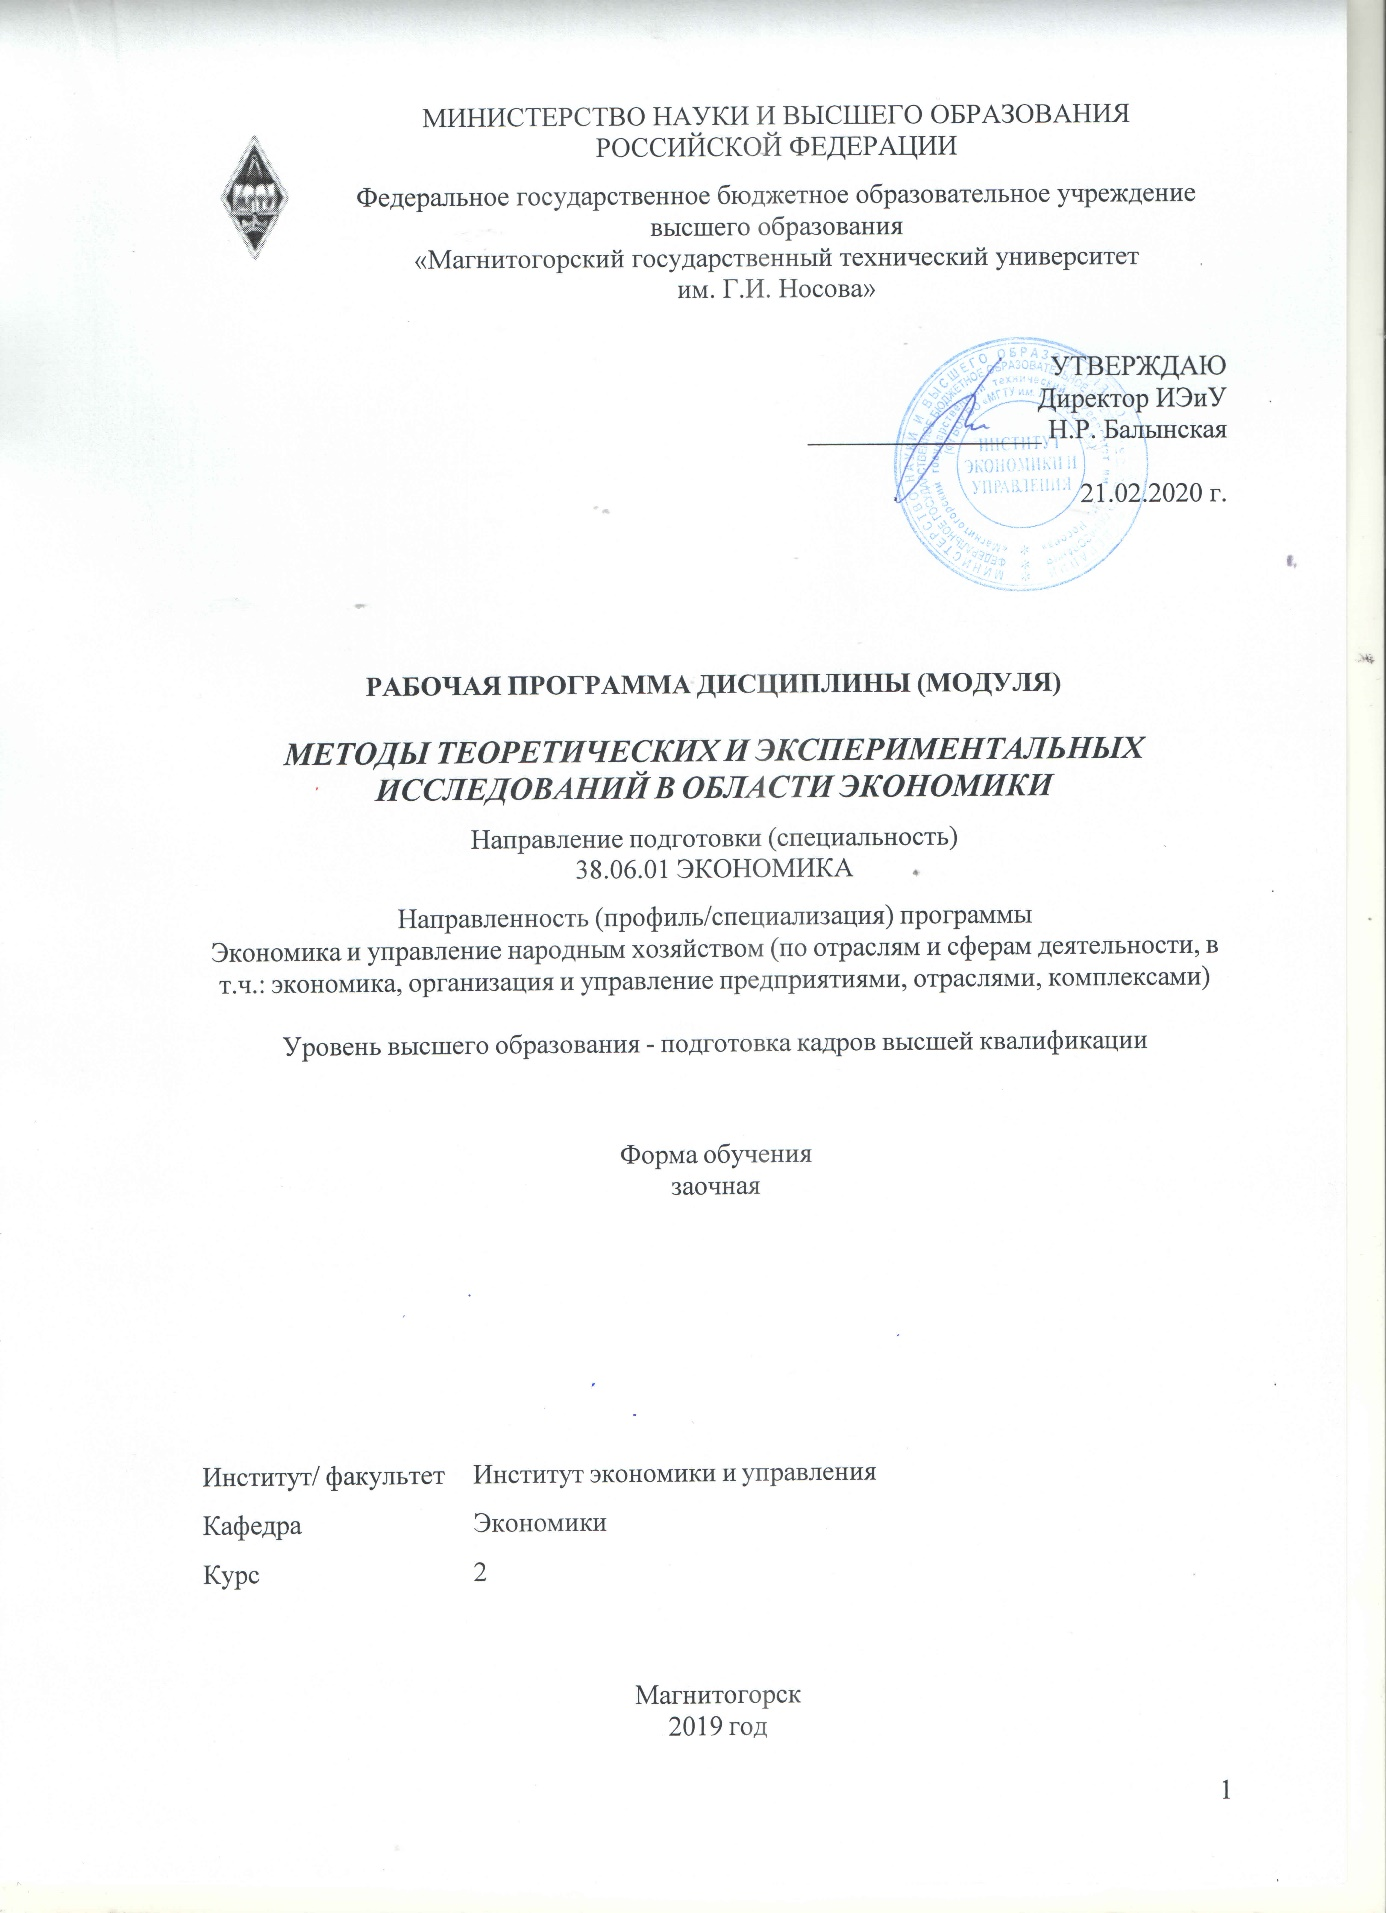 МИНИСТЕРСТВО НАУКИ И ВЫСШЕГО ОБРАЗОВАНИЯ
РОССИЙСКОЙ ФЕДЕРАЦИИ
МГТУ
Федеральное государственное бюджетное образовательное учреждение
высшего образования
«Магнитогорский государственный технический университет
им. Г.И. Носова»
УТВЕРЖДАЮ
Директор ИЭиУ
Н.Р. Балынская
ИНСТИТУТ
ЭКОНОМИКИ И
УПРАВЛЕНИЯ
21.02.2020 г.
РАБОЧАЯ ПРОГРАММА ДИСЦИПЛИНЫ (МОДУЛЯ)
МЕТОДЫ ТЕОРЕТИЧЕСКИХ И ЭКСПЕРИМЕНТАЛЬНЫХ
ИССЛЕДОВАНИЙ В ОБЛАСТИ ЭКОНОМИКИ
Направление подготовки (специальность)
38.06.01 ЭКОНОМИКА
Направленность (профиль/специализация) программы
Экономика и управление народным хозяйством (по отраслям и сферам деятельности, в
т.ч.: экономика, организация и управление предприятиями, отраслями, комплексами)
Уровень высшего образования - подготовка кадров высшей квалификации
Форма обучения
заочная
Институт/ факультет Институт экономики и управления
Кафедра Экономики
Курс 2
Магнитогорск
2019 год
1